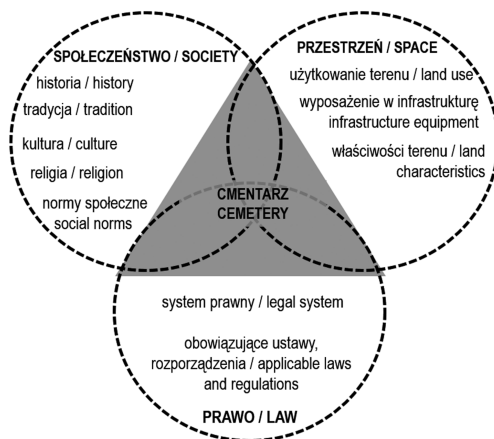 SPOŁECZEŃSTWO / SOCIETY
historia / history
tradycja / tradition
kultura / culture
religia / religion
normy społeczne
social norms
PRZESTRZEŃ / SPACE
użytkowanie terenu / land use
wyposażenie w infrastrukturę
infrastructure equipment
właściwości terenu / land
characteristics
CMENTARZ
CEMETERY
system prawny / legal system
obowiązujące ustawy,
rozporządzenia / applicable laws
and regulations
PRAWO / LAW